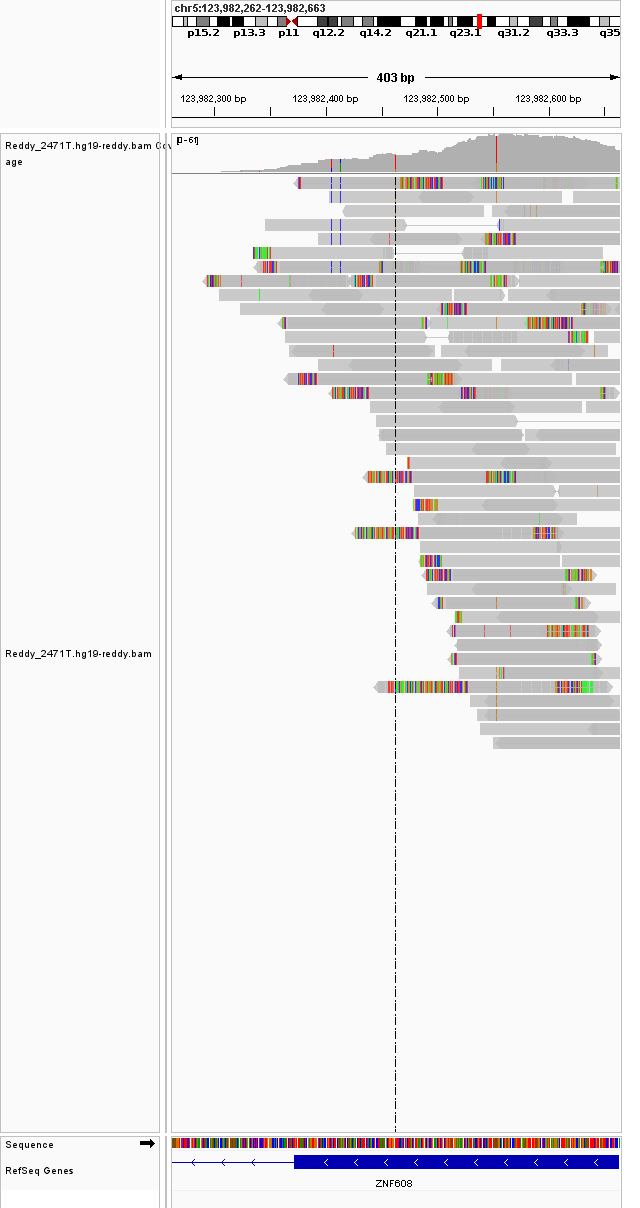 chr5:123,982,262-123,982,663
p15.2 p13.3 p11 q12.2 q14.2 q21.1 q23.1 q31.2 q33.3 q35
403 bp
123,982,300 bp 123,982,400 bp 123,982,500 bp 123,982,600 bp
Reddy_2471T.hg19-reddy.bam Cov
age
[0-61]
Reddy_2471T.hg19-reddy.bam
Sequence
RefSeq Genes
ZNF608